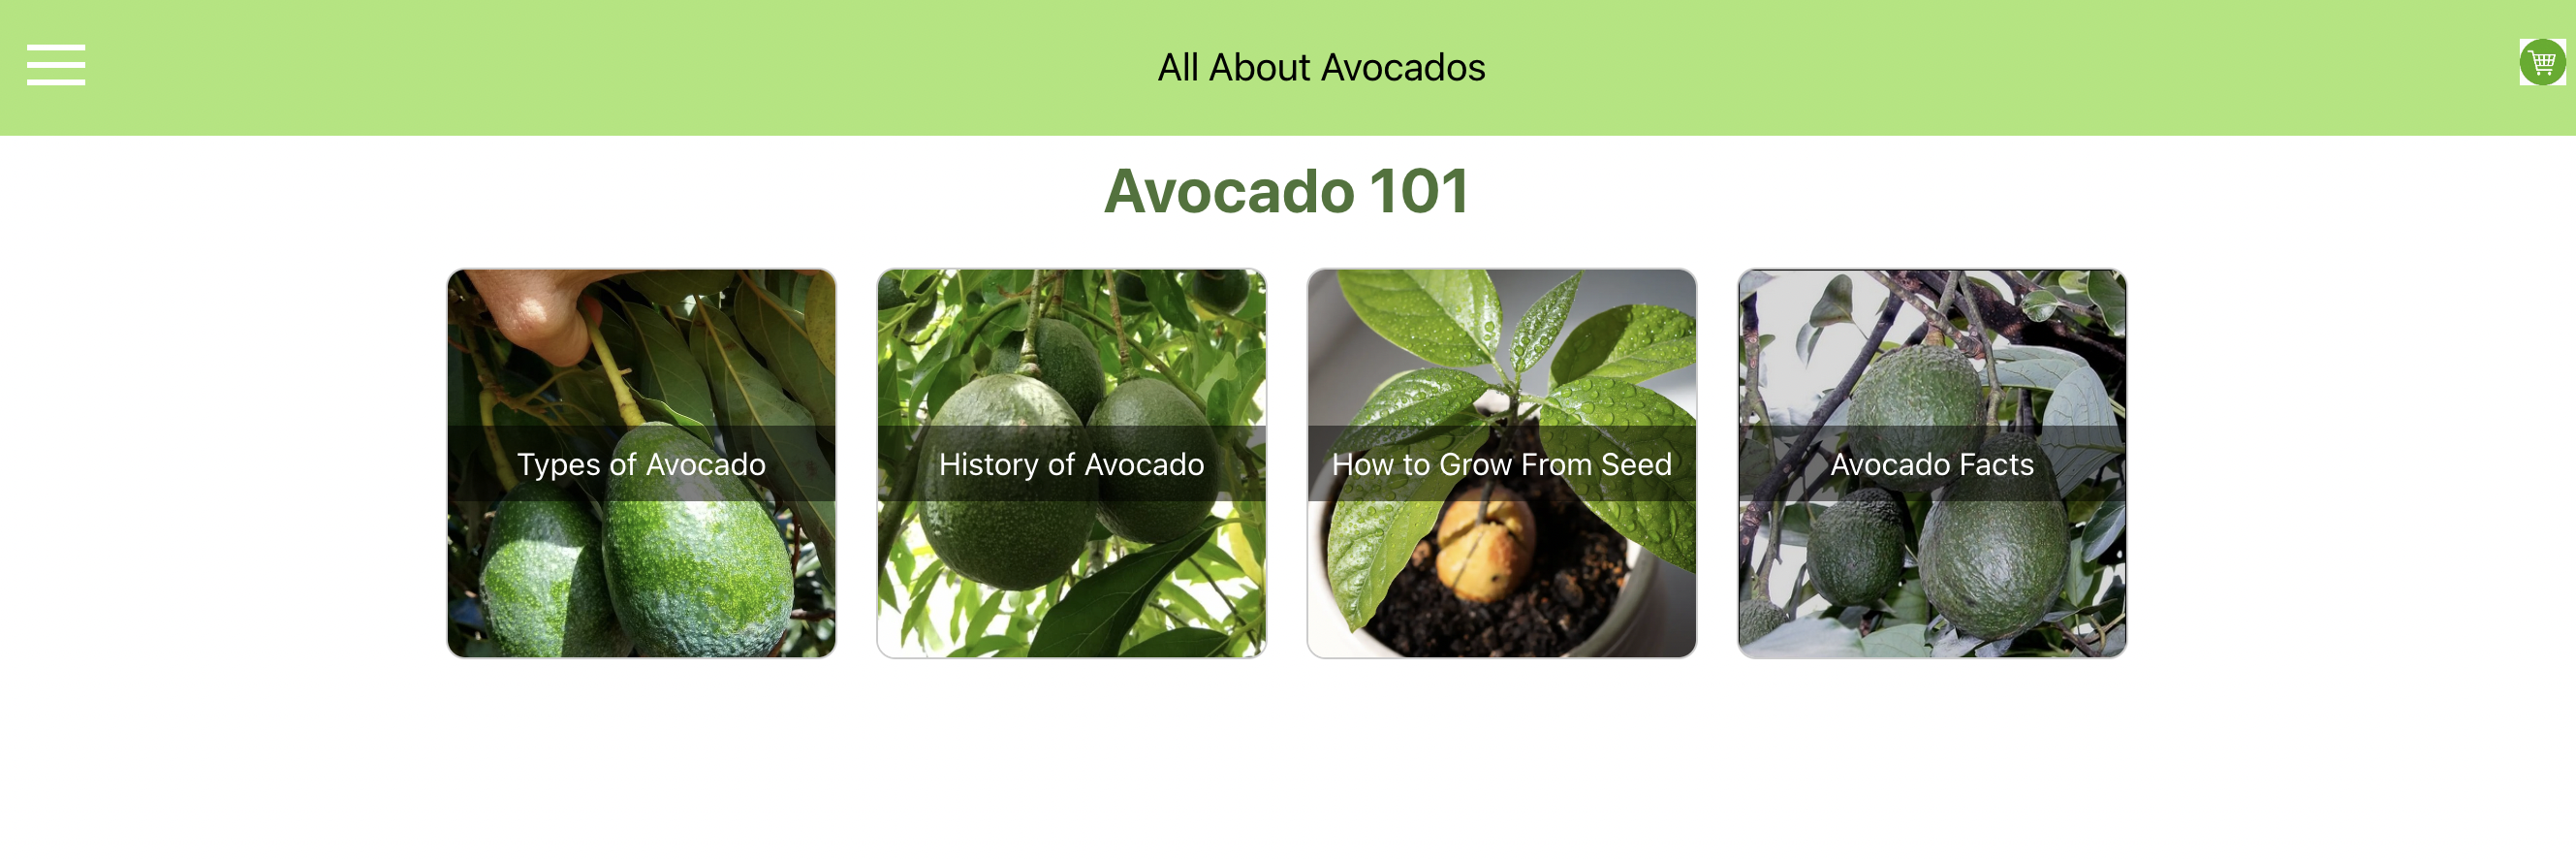 All About Avocados
Avocado 101
Types of Avocado
History of Avocado
How to Grow From Seed
Avocado Facts